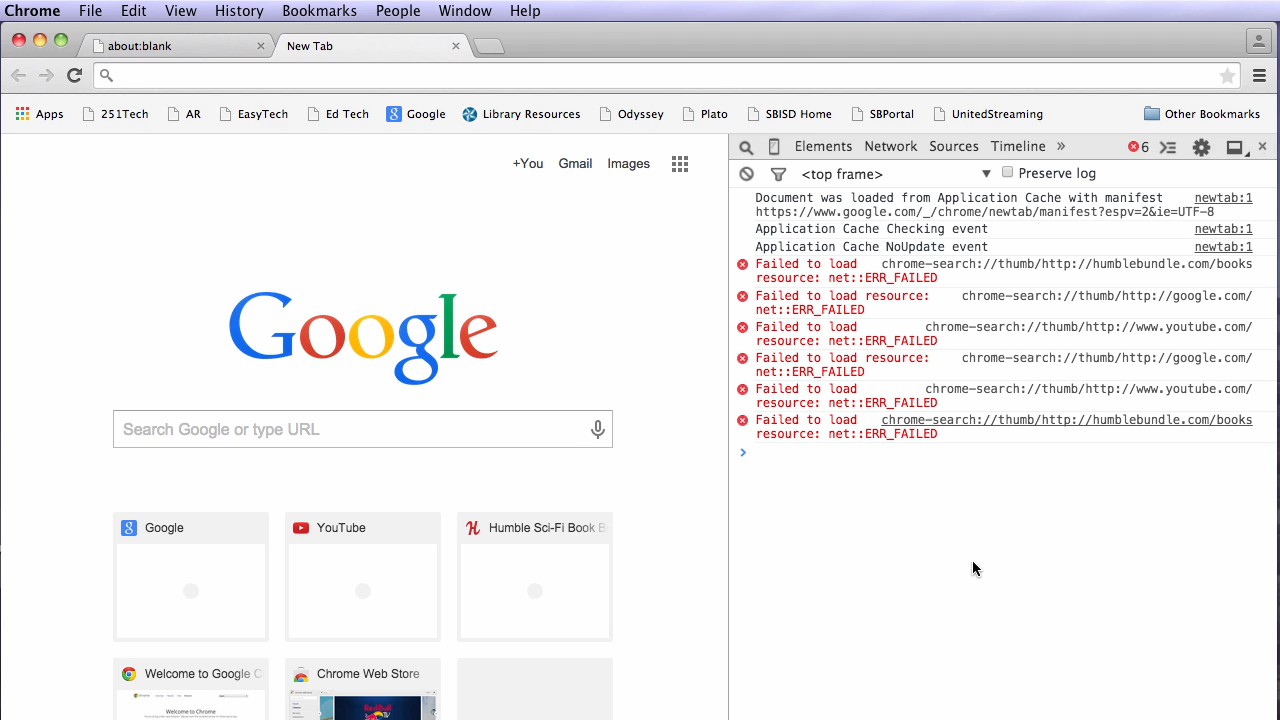 Chrome File Edit View History Bookmarks People Window Help
about:blank New Tab
Apps 251Tech AR EasyTech Ed Tech Google Library Resources Odyssey Plato SBISD Home SBPortal UnitedStreaming Other Bookmarks
+You Gmail Images
Google
Search Google or type URL
Google YouTube Humble Sci-Fi Book B
Welcome to Google C Chrome Web Store
Welcome to Chrome
RedBull
Elements Network Sources Timeline » 6
<top frame> Preserve log
Document was loaded from Application Cache with manifest newtab:1
https://www.google.com/_/chrome/newtab/manifest?espv=2&ie=UTF-8
Application Cache Checking event newtab:1
Application Cache NoUpdate event newtab:1
Failed to load chrome-search://thumb/http://humblebundle.com/books
resource: net::ERR_FAILED
Failed to load resource: chrome-search://thumb/http://google.com/
net::ERR_FAILED
Failed to load chrome-search://thumb/http://www.youtube.com/
resource: net::ERR_FAILED
Failed to load resource: chrome-search://thumb/http://google.com/
net::ERR_FAILED
Failed to load chrome-search://thumb/http://www.youtube.com/
resource: net::ERR_FAILED
Failed to load chrome-search://thumb/http://humblebundle.com/books
resource: net::ERR_FAILED